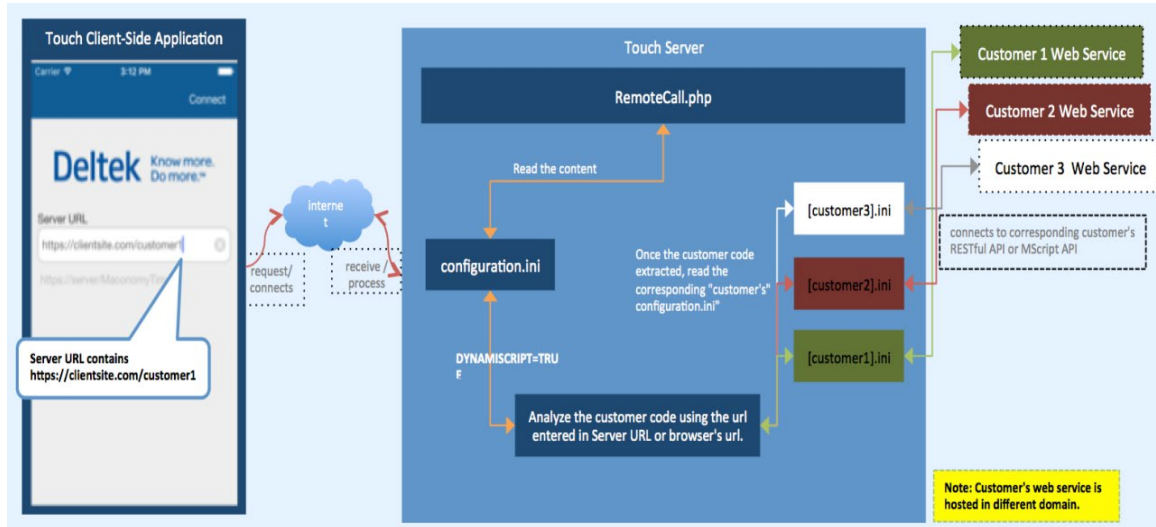 Touch Client-Side Application
Carrier
3:12 PM
Connect
Deltek Know more.
Do more.™
Server URL
https://clientsite.com/customer1
Server URL contains
https://clientsite.com/customer1
request/
connects
interne
t
receive /
process
Touch Server
RemoteCall.php
Read the content
configuration.ini
DYNAMISCRIPT=TRU
E
Analyze the customer code using the url
entered in Server URL or browser's url.
Once the customer code
extracted, read the
corresponding "customer's"
configuration.ini"
[customer3].ini
[customer2].ini
[customer1].ini
Customer 1 Web Service
Customer 2 Web Service
Customer 3 Web Service
connects to corresponding customer's
RESTful API or MScript API
Note: Customer's web service is
hosted in different domain.